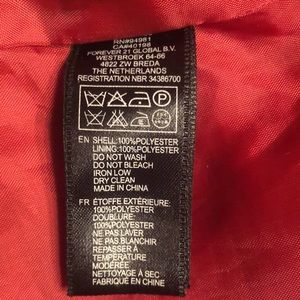 RN#94981
CA#40198
FOREVER 21 GLOBAL B.V.
WESTBROEK 64-66
4822 ZW BREDA
THE NETHERLANDS
REGISTRATION NBR 34386700
EN SHELL:100%POLYESTER
LINING:100%POLYESTER
DO NOT WASH
DO NOT BLEACH
IRON LOW
DRY CLEAN
MADE IN CHINA
FR ÉTOFFE EXTÉRIEURE:
100%POLYESTER
DOUBLURE:
100%POLYESTER
NE PAS LAVER
NE PAS BLANCHIR
REPASSER À
TEMPÉRATURE
MODÉRÉE
NETTOYAGE À SEC
FABRIQUÉ EN CHINE